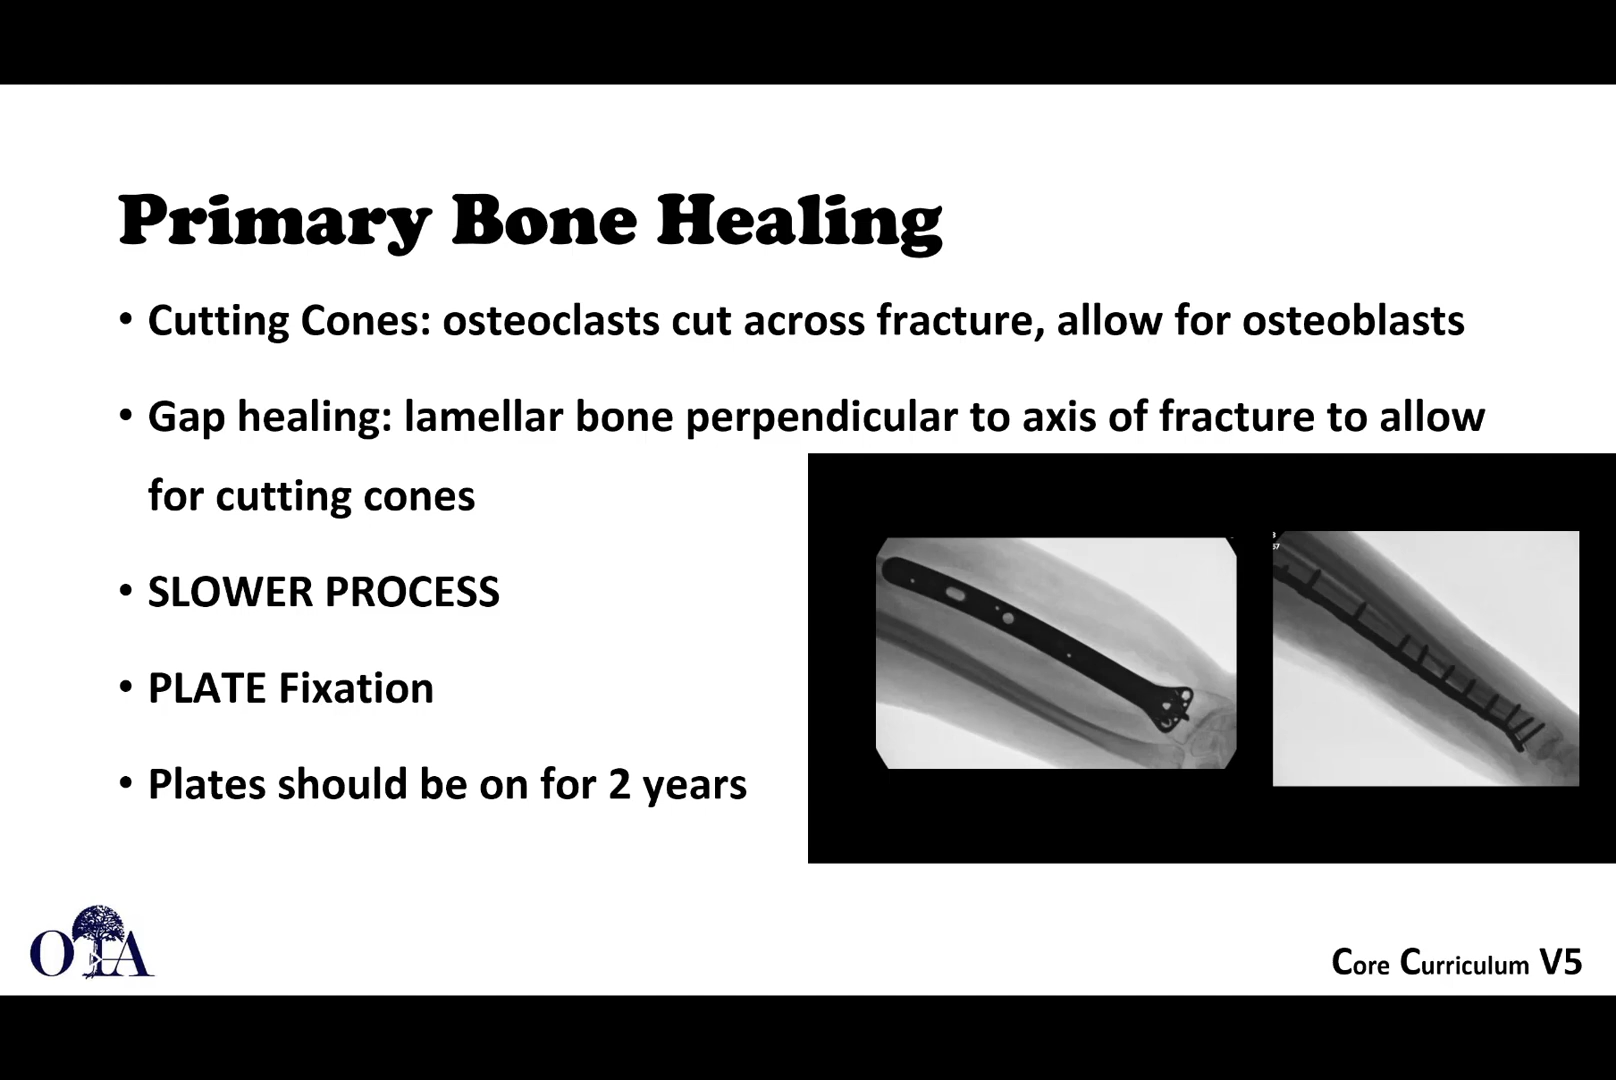 Primary Bone Healing
• Cutting Cones: osteoclasts cut across fracture, allow for osteoblasts
• Gap healing: lamellar bone perpendicular to axis of fracture to allow
for cutting cones
• SLOWER PROCESS
• PLATE Fixation
• Plates should be on for 2 years
OTA
Core Curriculum V5